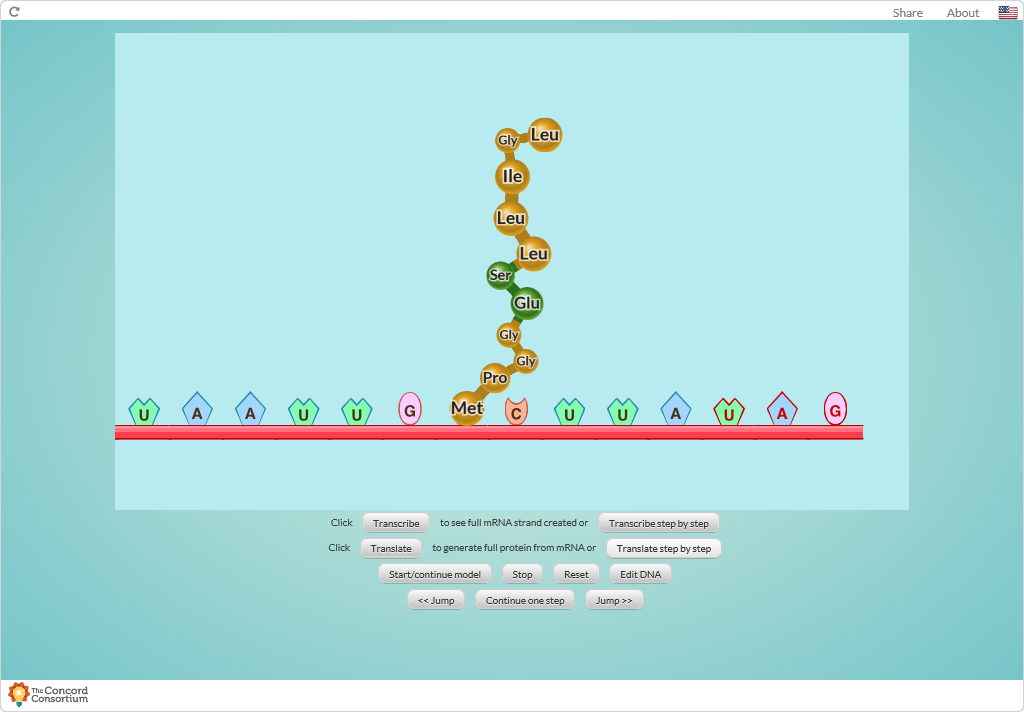 Share About
Gly Leu
Ile
Leu
Leu
Ser
Glu
Gly
Gly
Pro
Met
U A A U U G C U U A U A G
Click Transcribe to see full mRNA strand created or Transcribe step by step
Click Translate to generate full protein from mRNA or Translate step by step
Start/continue model Stop Reset Edit DNA
<< Jump Continue one step Jump >>
The Concord
Consortium